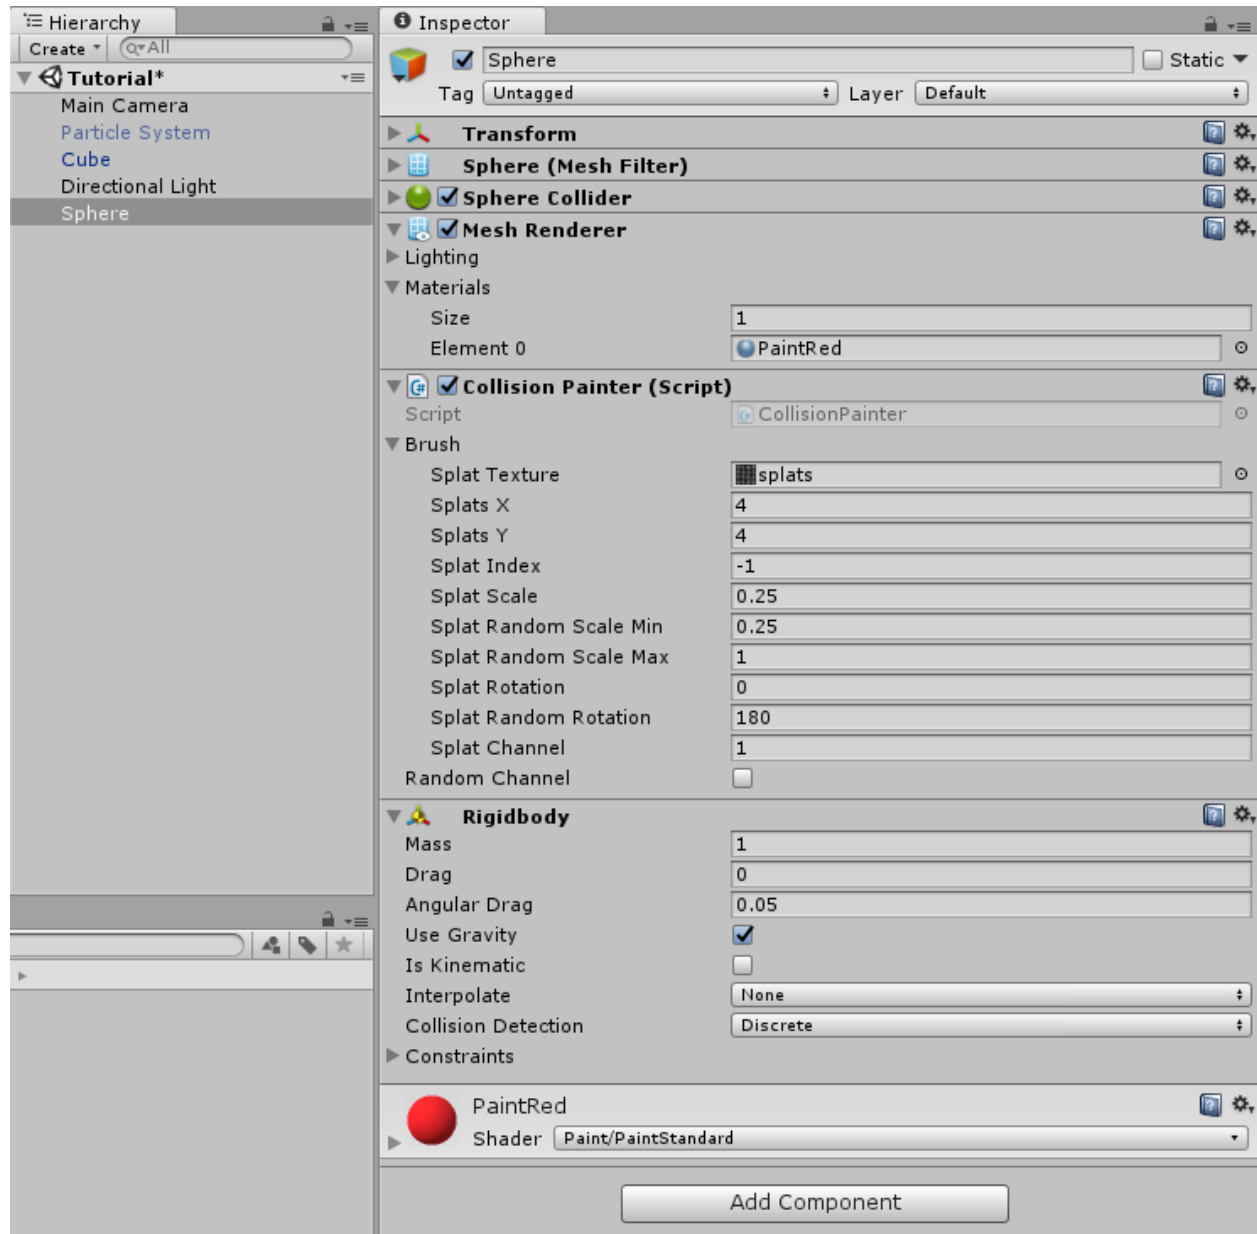 Hierarchy
Create
All
Tutorial*
Main Camera
Particle System
Cube
Directional Light
Sphere
Inspector
Sphere Static
Tag Untagged Layer Default
Transform
Sphere (Mesh Filter)
Sphere Collider
Mesh Renderer
Lighting
Materials
Size 1
Element 0 PaintRed
Collision Painter (Script)
Script CollisionPainter
Brush
Splat Texture splats
Splats X 4
Splats Y 4
Splat Index -1
Splat Scale 0.25
Splat Random Scale Min 0.25
Splat Random Scale Max 1
Splat Rotation 0
Splat Random Rotation 180
Splat Channel 1
Random Channel
Rigidbody
Mass 1
Drag 0
Angular Drag 0.05
Use Gravity
Is Kinematic
Interpolate None
Collision Detection Discrete
Constraints
PaintRed
Shader Paint/PaintStandard
Add Component